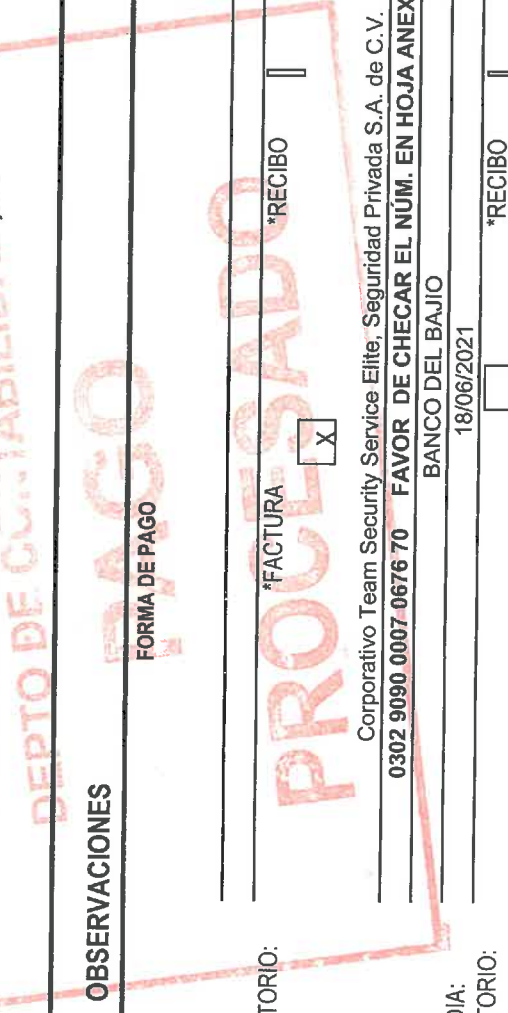 DEPTO DE CONTABILIDAD
OBSERVACIONES
PAGO
FORMA DE PAGO
PROCESADO
TORIO: *FACTURA X *RECIBO
Corporativo Team Security Service Elite, Seguridad Privada S.A. de C.V.
0302 9090 0007 0676 70 FAVOR DE CHECAR EL NÚM. EN HOJA ANEX
BANCO DEL BAJIO
DIA: 18/06/2021
TORIO: *RECIBO